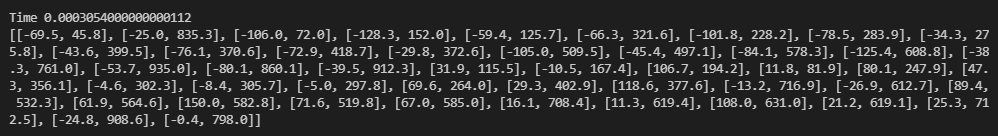 Time 0.0003054000000000112
[[-69.5, 45.8], [-25.0, 835.3], [-106.0, 72.0], [-128.3, 152.0], [-59.4, 125.7], [-66.3, 321.6], [-101.8, 228.2], [-78.5, 283.9], [-34.3, 27
5.8], [-43.6, 399.5], [-76.1, 370.6], [-72.9, 418.7], [-29.8, 372.6], [-105.0, 509.5], [-45.4, 497.1], [-84.1, 578.3], [-125.4, 608.8], [-38
.3, 761.0], [-53.7, 935.0], [-80.1, 860.1], [-39.5, 912.3], [31.9, 115.5], [-10.5, 167.4], [106.7, 194.2], [11.8, 81.9], [80.1, 247.9], [47.
3, 356.1], [-4.6, 302.3], [-8.4, 305.7], [-5.0, 297.8], [69.6, 264.0], [29.3, 402.9], [118.6, 377.6], [-13.2, 716.9], [-26.9, 612.7], [89.4,
 532.3], [61.9, 564.6], [150.0, 582.8], [71.6, 519.8], [67.0, 585.0], [16.1, 708.4], [11.3, 619.4], [108.0, 631.0], [21.2, 619.1], [25.3, 71
2.5], [-24.8, 908.6], [-0.4, 798.0]]